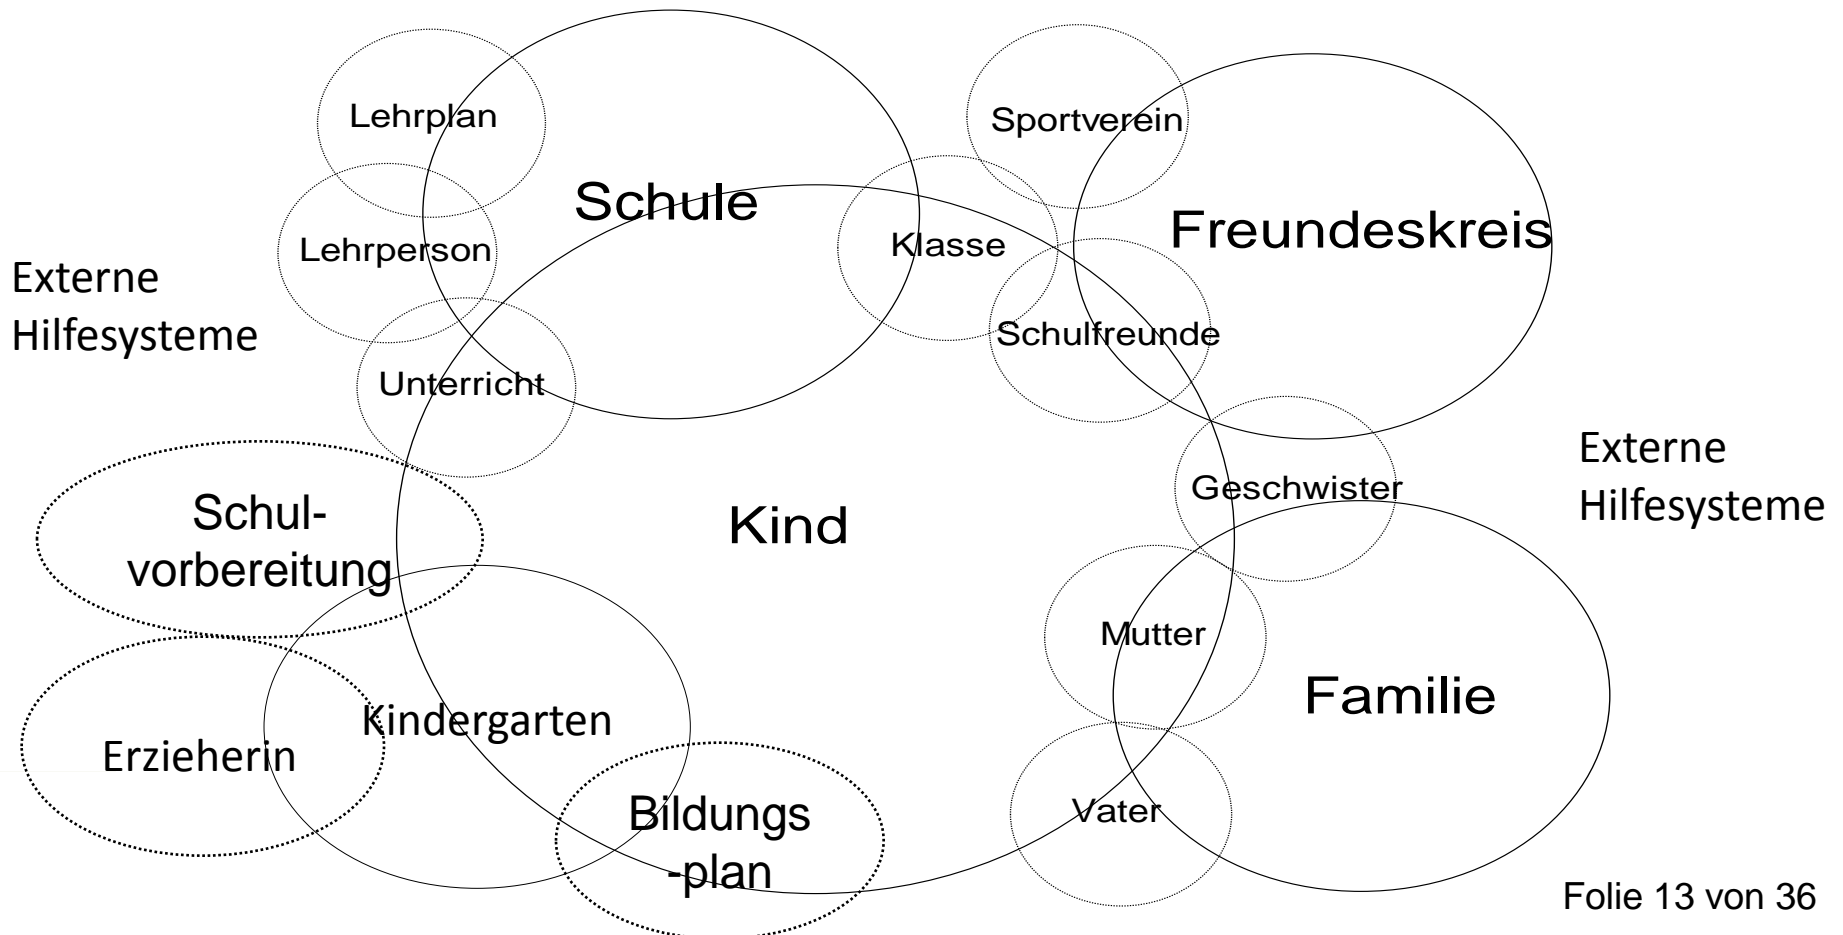 Lehrplan
Sportverein
Schule
Freundeskreis
Klasse
Lehrperson
Externe
Hilfesysteme
Schulfreunde
Unterricht
Externe
Hilfesysteme
Geschwister
Schul-
vorbereitung
Kind
Mutter
Familie
Kindergarten
Erzieherin
Vater
Bildungs
-plan
Folie 13 von 36